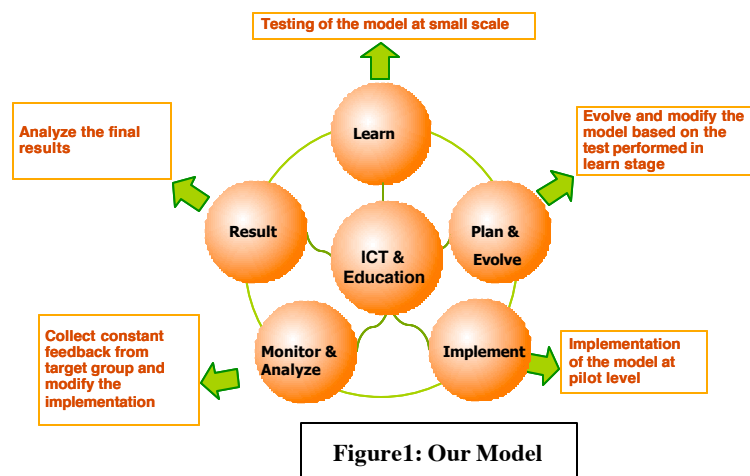 Testing of the model at small scale
Learn
Analyze the final
results
Evolve and modify the
model based on the
test performed in
learn stage
Result
Plan &
Evolve
ICT &
Education
Collect constant
feedback from
target group and
modify the
implementation
Monitor &
Analyze
Implement
Implementation
of the model at
pilot level
Figure1: Our Model